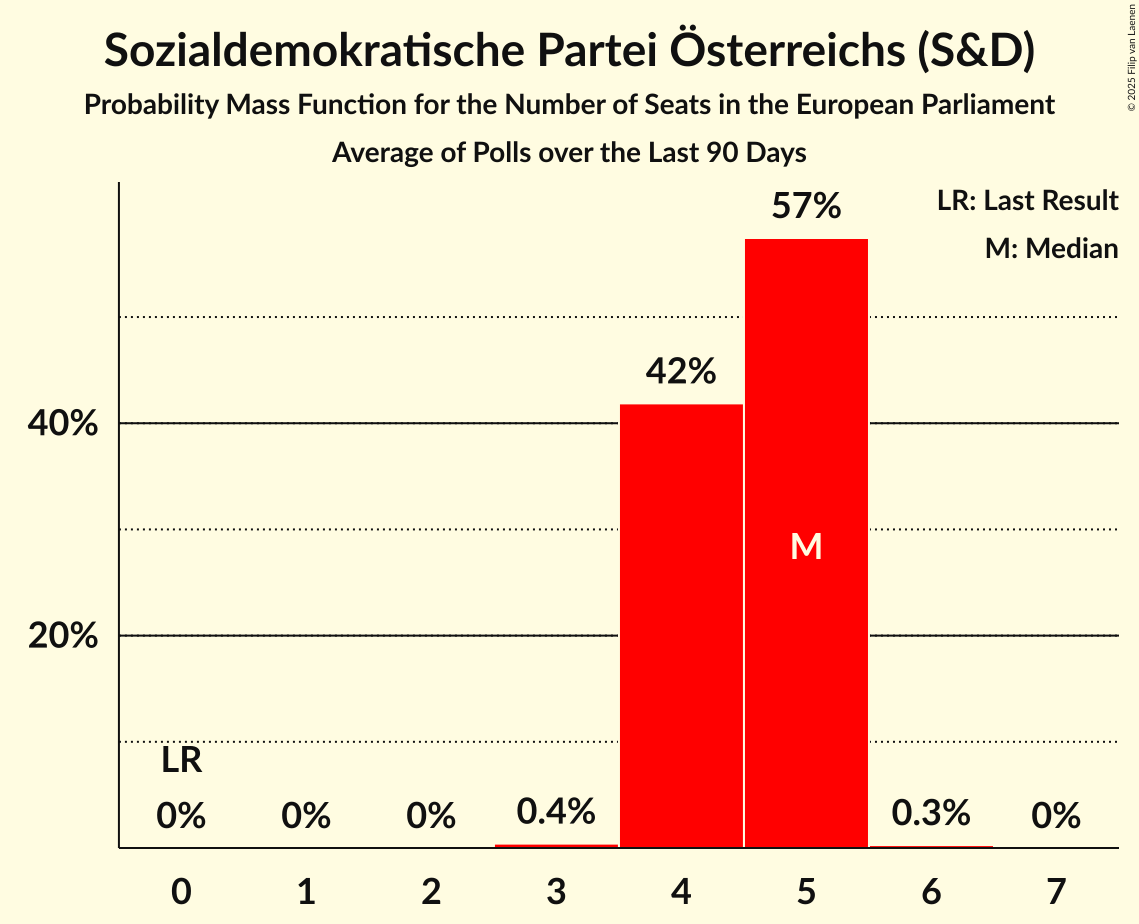 Sozialdemokratische Partei Österreichs (S&D)
Probability Mass Function for the Number of Seats in the European Parliament
Average of Polls over the Last 90 Days
© 2025 Filip van Laenen
LR: Last Result
M: Median
57%
42%
40%
M
20%
LR
0% 0% 0% 0.4% 0.3% 0%
0 1 2 3 4 5 6 7